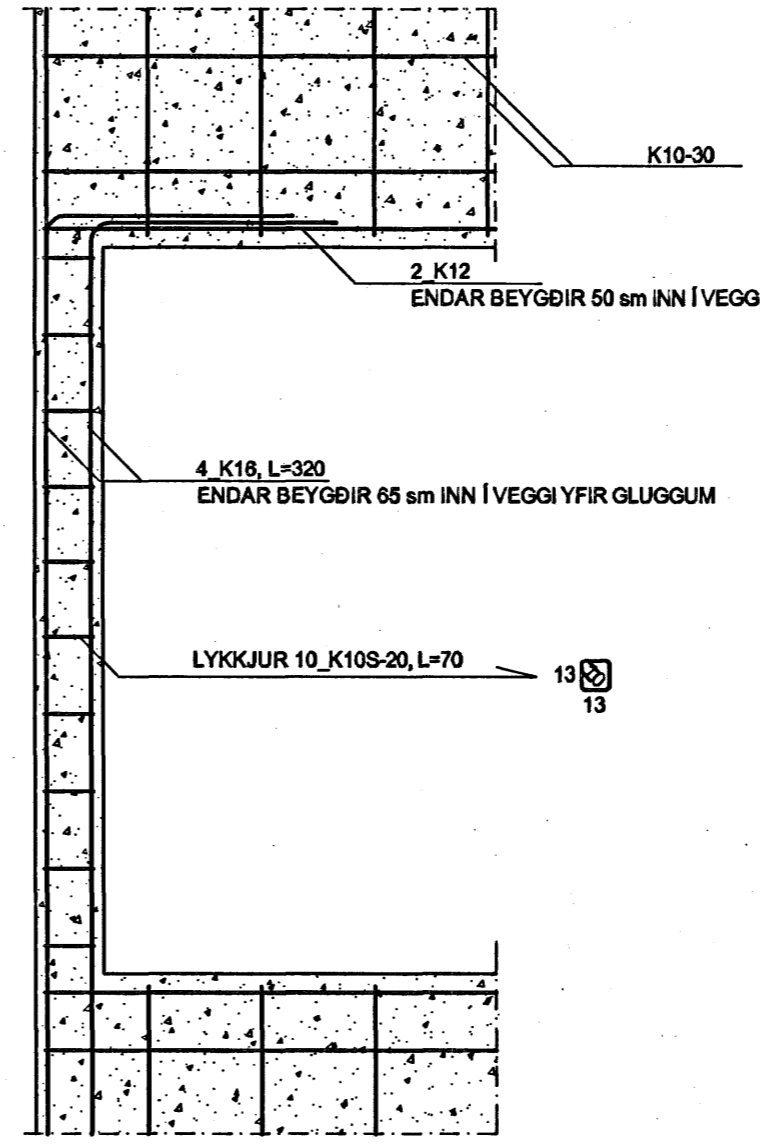 K10-30
2_K12
ENDAR BEYGÐIR 50 sm INN Í VEGG
4_K16, L=320
ENDAR BEYGÐIR 65 sm INN Í VEGGI YFIR GLUGGUM
LYKKJUR 10_K10S-20, L=70
13
13